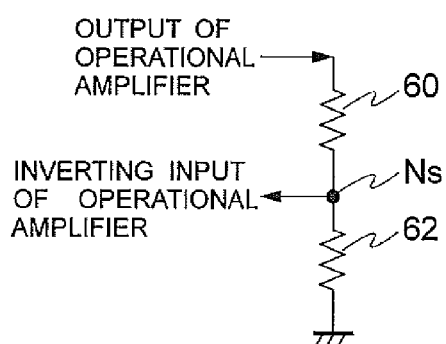 OUTPUT OF
OPERATIONAL
AMPLIFIER
60
INVERTING INPUT
OF OPERATIONAL
AMPLIFIER
Ns
62